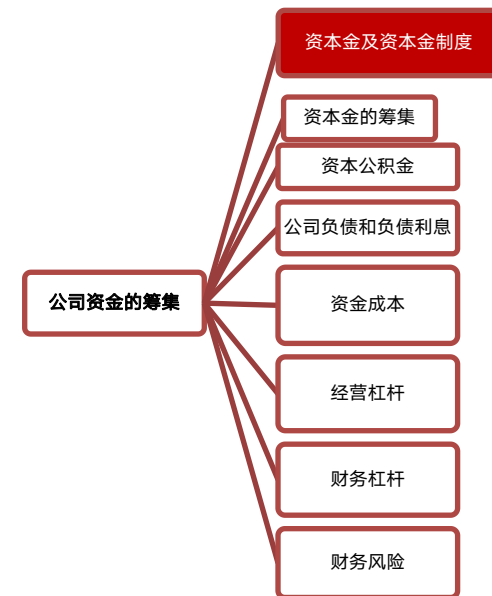 资本金及资本金制度
资本金的筹集
资本公积金
公司负债和负债利息
公司资金的筹集
资金成本
经营杠杆
财务杠杆
财务风险